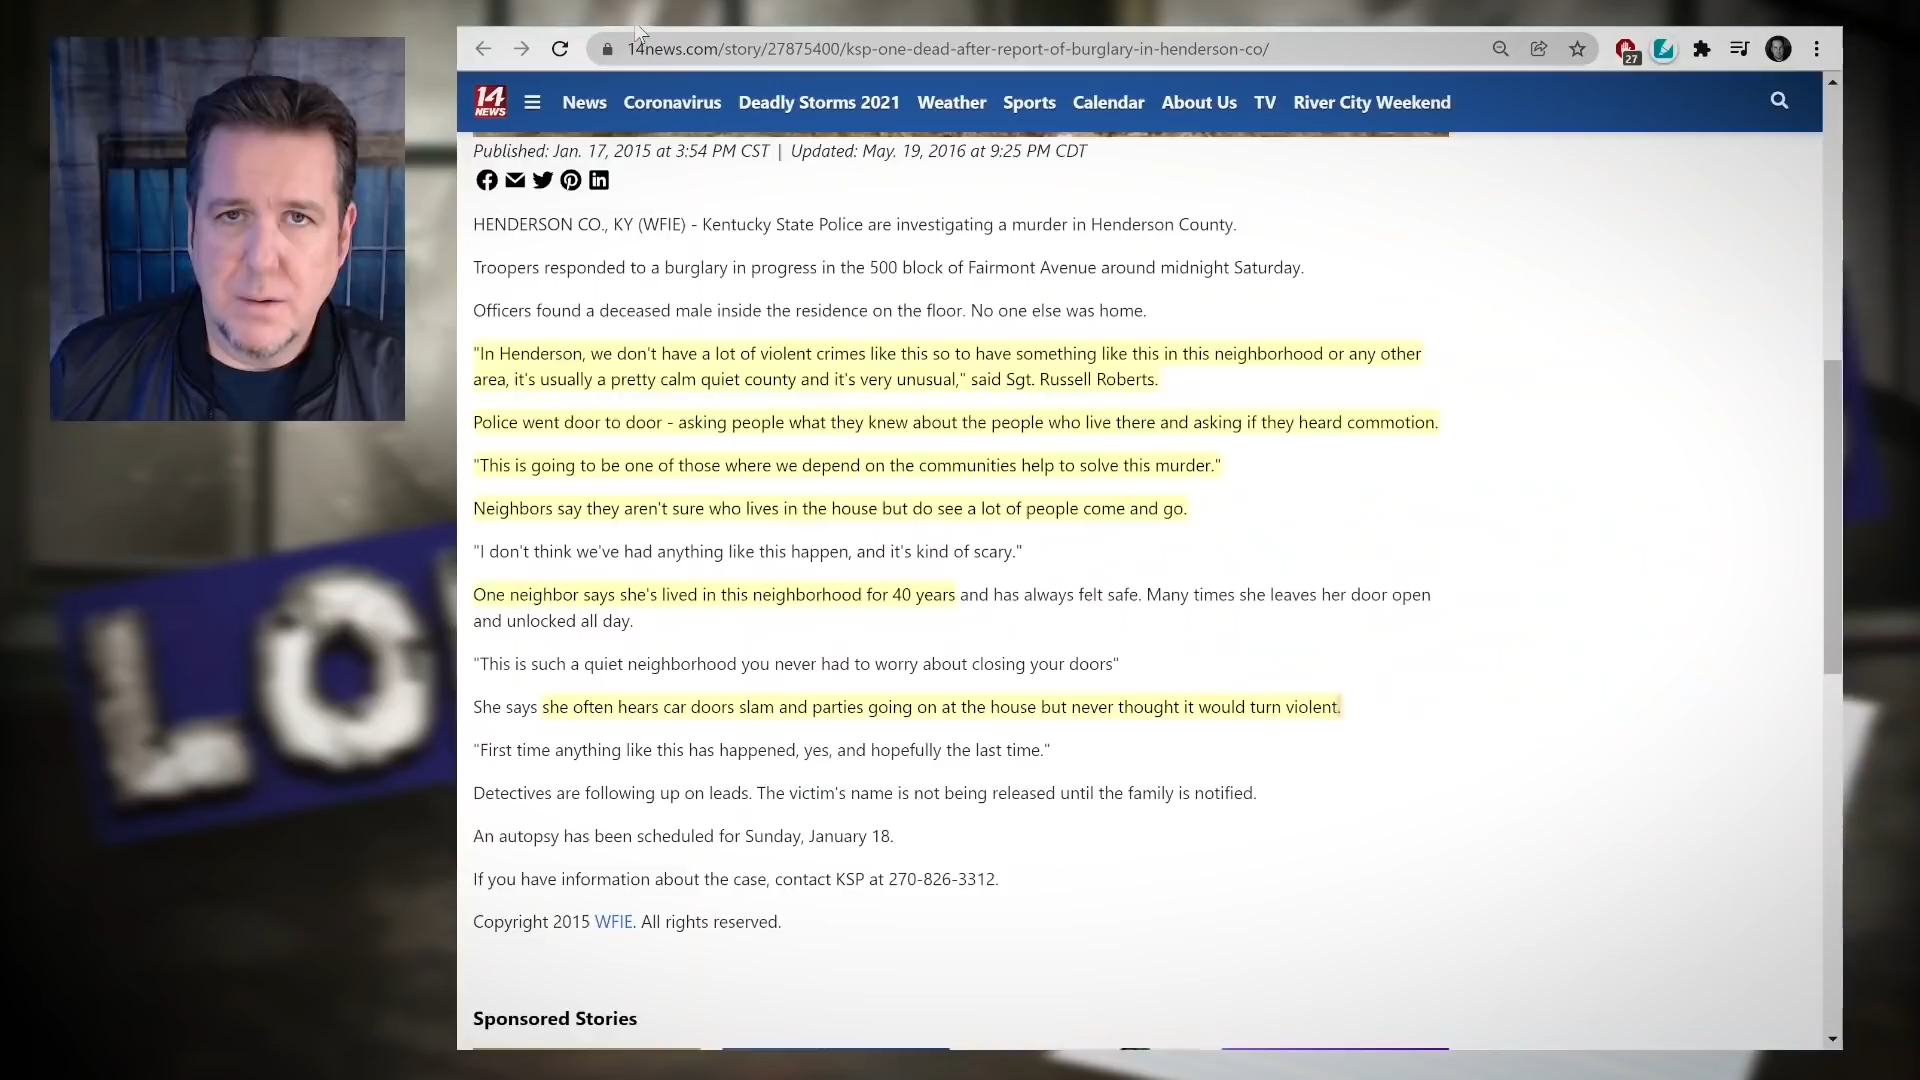 14news.com/story/27875400/ksp-one-dead-after-report-of-burglary-in-henderson-co/
27
14 NEWS
News Coronavirus Deadly Storms 2021 Weather Sports Calendar About Us TV River City Weekend
Published: Jan. 17, 2015 at 3:54 PM CST | Updated: May. 19, 2016 at 9:25 PM CDT
HENDERSON CO., KY (WFIE) - Kentucky State Police are investigating a murder in Henderson County.
Troopers responded to a burglary in progress in the 500 block of Fairmont Avenue around midnight Saturday.
Officers found a deceased male inside the residence on the floor. No one else was home.
"In Henderson, we don't have a lot of violent crimes like this so to have something like this in this neighborhood or any other
area, it's usually a pretty calm quiet county and it's very unusual," said Sgt. Russell Roberts.
Police went door to door - asking people what they knew about the people who live there and asking if they heard commotion.
"This is going to be one of those where we depend on the communities help to solve this murder."
Neighbors say they aren't sure who lives in the house but do see a lot of people come and go.
"I don't think we've had anything like this happen, and it's kind of scary."
One neighbor says she's lived in this neighborhood for 40 years and has always felt safe. Many times she leaves her door open
and unlocked all day.
"This is such a quiet neighborhood you never had to worry about closing your doors"
She says she often hears car doors slam and parties going on at the house but never thought it would turn violent.
"First time anything like this has happened, yes, and hopefully the last time."
Detectives are following up on leads. The victim's name is not being released until the family is notified.
An autopsy has been scheduled for Sunday, January 18.
If you have information about the case, contact KSP at 270-826-3312.
Copyright 2015 WFIE. All rights reserved.
Sponsored Stories
LO